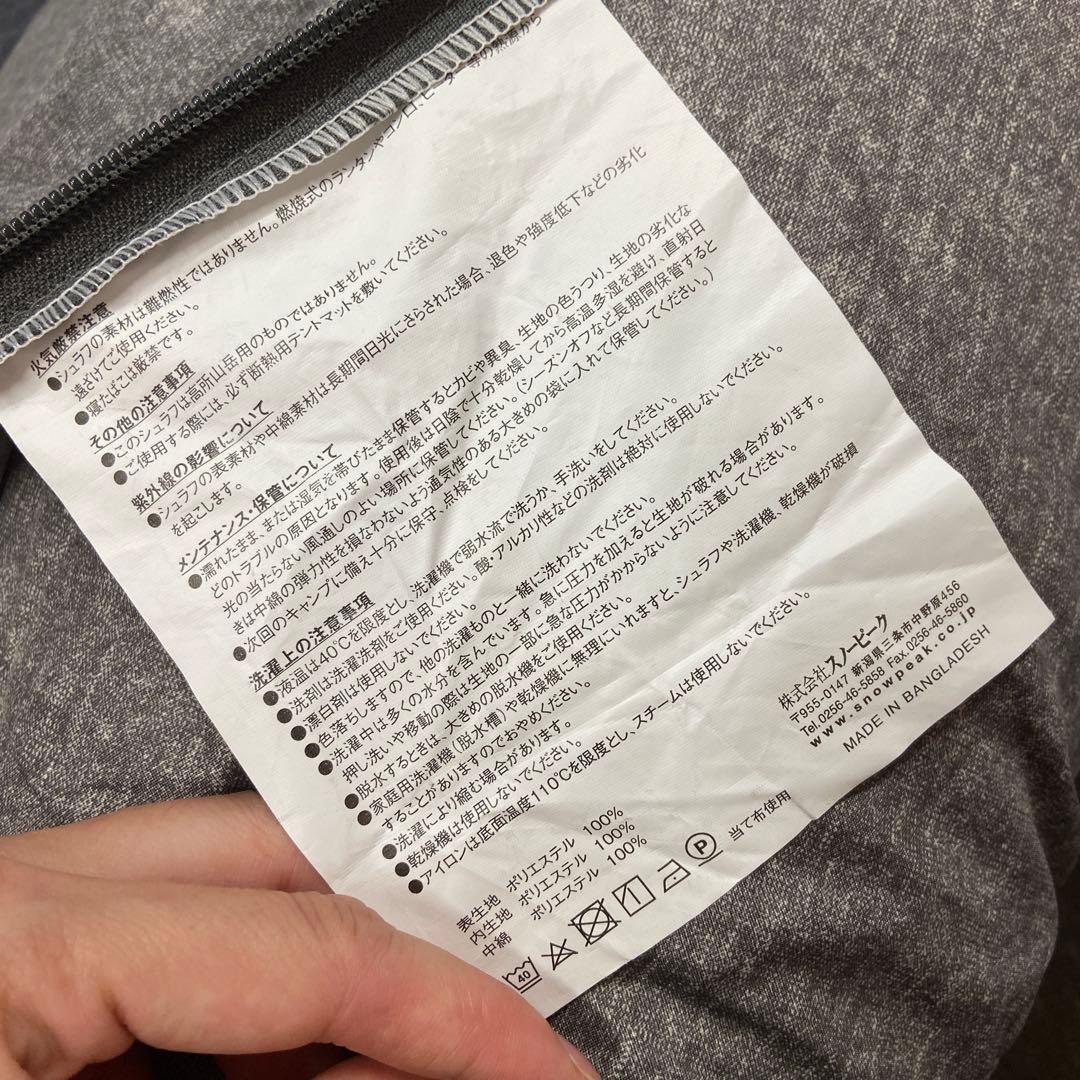 火気厳禁注意
●シュラフの素材は難燃性ではありません。燃焼式のランタンやコンロ、ヒーター等の熱源から
遠ざけてご使用ください。
●寝たばこは厳禁です。
その他の注意事項
●このシュラフは高所山岳用のものではありません。
●ご使用する際には、必ず断熱用テントマットを敷いてください。
紫外線の影響について
●シュラフの表素材や中綿素材は長期間日光にさらされた場合、退色や強度低下などの劣化
を起こします。
メンテナンス・保管について
●濡れたまま、または湿気を帯びたまま保管するとカビや異臭、生地の色うつり、生地の劣化な
どのトラブルの原因となります。使用後は日陰で十分乾燥してから高温多湿を避け、直射日
光の当たらない風通しのよい場所に保管してください。(シーズンオフなど長期間保管すると
きは中綿の弾力性を損なわないよう通気性のある大きめの袋に入れて保管してください。)
●次回のキャンプに備え十分に保守、点検をしてください。
洗濯上の注意事項
●液温は40℃を限度とし、洗濯機で弱水流で洗うか、手洗いをしてください。
●洗剤は洗濯洗剤をご使用ください。酸・アルカリ性などの洗剤は絶対に使用しないでください。
●漂白剤は使用しないでください。
●色落ちしますので、他の洗濯ものと一緒に洗わないでください。
●洗濯中は多くの水分を含んでいます。急に圧力を加えると生地が破れる場合があります。
押し洗いや移動の際は生地の一部に急な圧力がかからないように注意してください。
●脱水するときは、大きめの脱水機をご使用ください。
●家庭用洗濯機(脱水槽)や乾燥機に無理にいれますと、シュラフや洗濯機、乾燥機が破損
することがありますのでおやめください。
●洗濯により縮む場合があります。
●乾燥機は使用しないでください。
●アイロンは底面温度110℃を限度とし、スチームは使用しないでください。
表生地 ポリエステル 100%
内生地 ポリエステル 100%
中綿 ポリエステル 100%
40 P 当て布使用
株式会社スノーピーク
〒955-0147 新潟県三条市中野原456
Tel 0256-46-5858 Fax.0256-46-5860
www.snowpeak.co.jp
MADE IN BANGLADESH